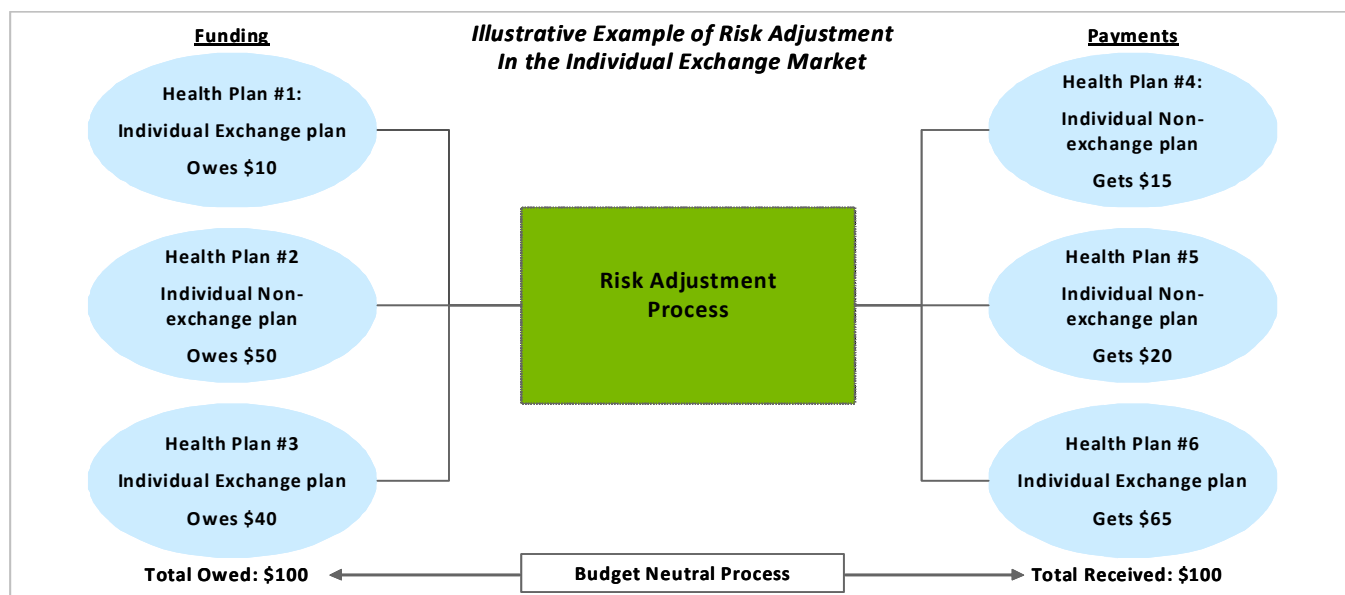 Funding
Illustrative Example of Risk Adjustment
In the Individual Exchange Market
Payments
Health Plan #1:
Individual Exchange plan
Owes $10
Health Plan #2
Individual Non-
exchange plan
Owes $50
Health Plan #3
Individual Exchange plan
Owes $40
Total Owed: $100
Risk Adjustment
Process
Budget Neutral Process
Health Plan #4:
Individual Non-
exchange plan
Gets $15
Health Plan #5
Individual Non-
exchange plan
Gets $20
Health Plan #6
Individual Exchange plan
Gets $65
Total Received: $100